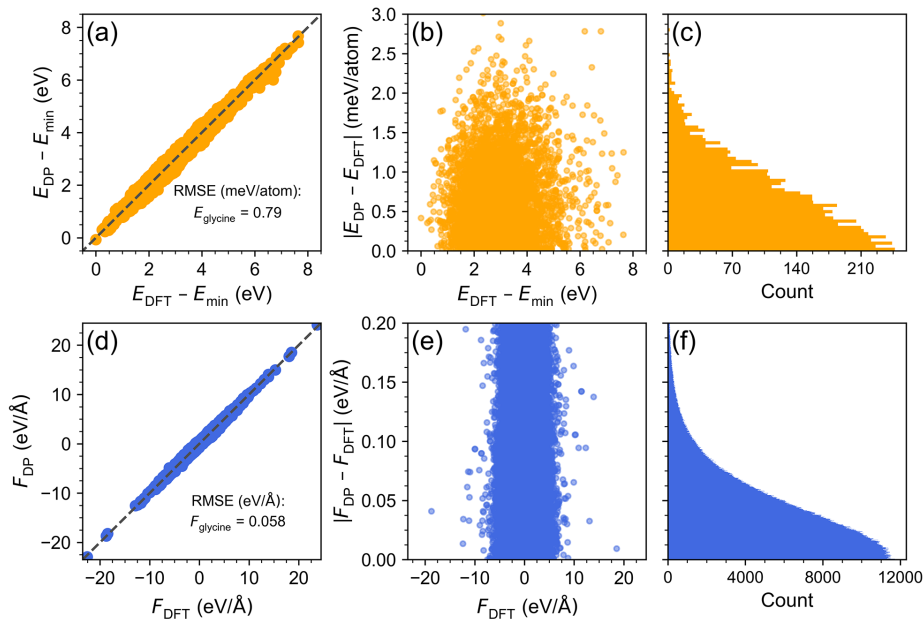 (a)
8
6
4
2
0
E_DP − E_min (eV)
RMSE (meV/atom):
E_glycine = 0.79
0 2 4 6 8
E_DFT − E_min (eV)
(b)
3.0
2.5
2.0
1.5
1.0
0.5
0.0
|E_DP − E_DFT| (meV/atom)
0 2 4 6 8
E_DFT − E_min (eV)
(c)
0 70 140 210
Count
(d)
20
10
0
−10
−20
F_DP (eV/Å)
RMSE (eV/Å):
F_glycine = 0.058
−20 −10 0 10 20
F_DFT (eV/Å)
(e)
0.20
0.15
0.10
0.05
0.00
|F_DP − F_DFT| (eV/Å)
−20 −10 0 10 20
F_DFT (eV/Å)
(f)
0 4000 8000 12000
Count